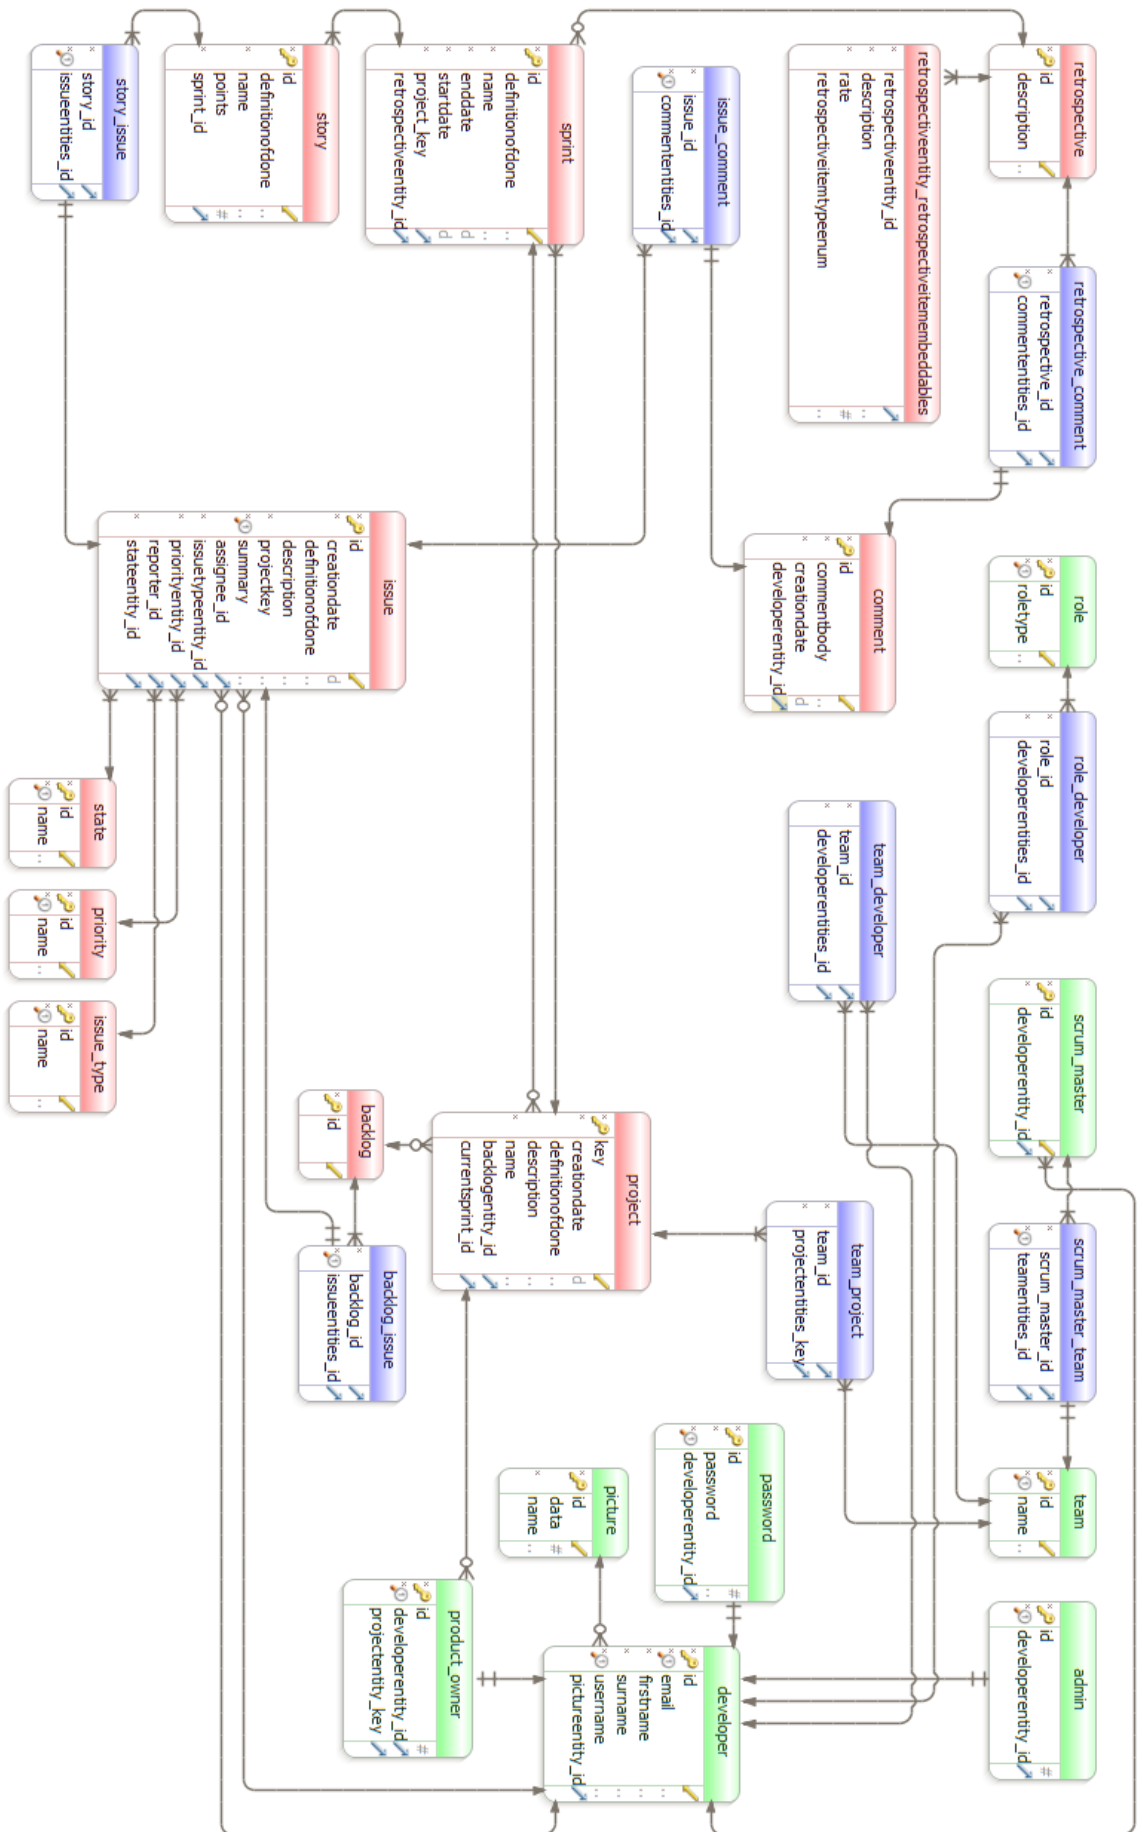 retrospective
id
description
retrospective_comment
retrospective_id
commententities_id
retrospectiveentity_retrospectiveitemembeddables
retrospectiveentity_id
description
rate
retrospectiveitemtypeenum
issue_comment
issue_id
commententities_id
sprint
id
definitionofdone
name
enddate
startdate
project_key
retrospectiveentity_id
story
id
definitionofdone
name
points
sprint_id
story_issue
story_id
issueentities_id
role
id
roletype
role_developer
role_id
developerentities_id
comment
id
commentbody
creationdate
developerentity_id
issue
id
creationdate
definitionofdone
description
projectkey
summary
assignee_id
issuetypeentity_id
priorityentity_id
reporter_id
stateentity_id
scrum_master
id
developerentity_id
team_developer
team_id
developerentities_id
state
id
name
priority
id
name
issue_type
id
name
scrum_master_team
scrum_master_id
teamentities_id
team_project
team_id
projectentities_key
project
key
creationdate
definitionofdone
description
name
backlogentity_id
currentsprint_id
backlog
id
backlog_issue
backlog_id
issueentities_id
team
id
name
password
id
password
developerentity_id
picture
id
data
name
admin
id
developerentity_id
developer
id
email
firstname
surname
username
pictureentity_id
product_owner
id
developerentity_id
projectentity_key